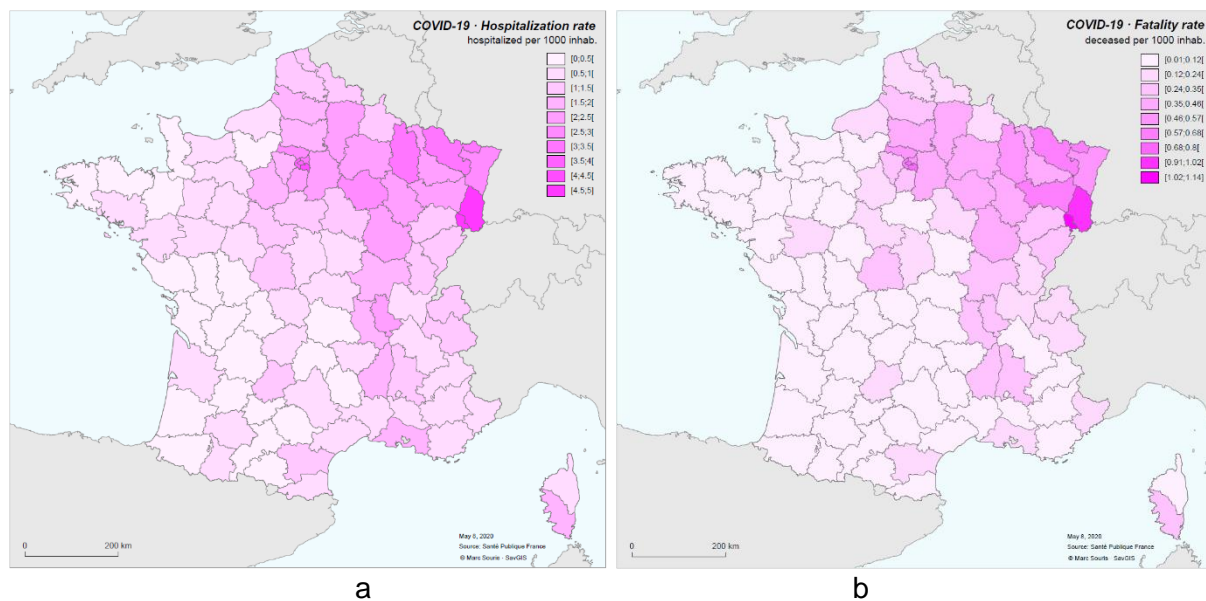 COVID-19 · Hospitalization rate
hospitalized per 1000 inhab.
[0;0.5[
[0.5;1[
[1;1.5[
[1.5;2[
[2;2.5[
[2.5;3[
[3;3.5[
[3.5;4[
[4;4.5[
[4.5;5[
May 8, 2020
Source: Santé Publique France
© Marc Souris - SavGIS
0 200 km
a
COVID-19 · Fatality rate
deceased per 1000 inhab.
[0.01;0.12[
[0.12;0.24[
[0.24;0.35[
[0.35;0.46[
[0.46;0.57[
[0.57;0.68[
[0.68;0.8[
[0.91;1.02[
[1.02;1.14[
May 8, 2020
Source: Santé Publique France
© Marc Souris - SavGIS
0 200 km
b